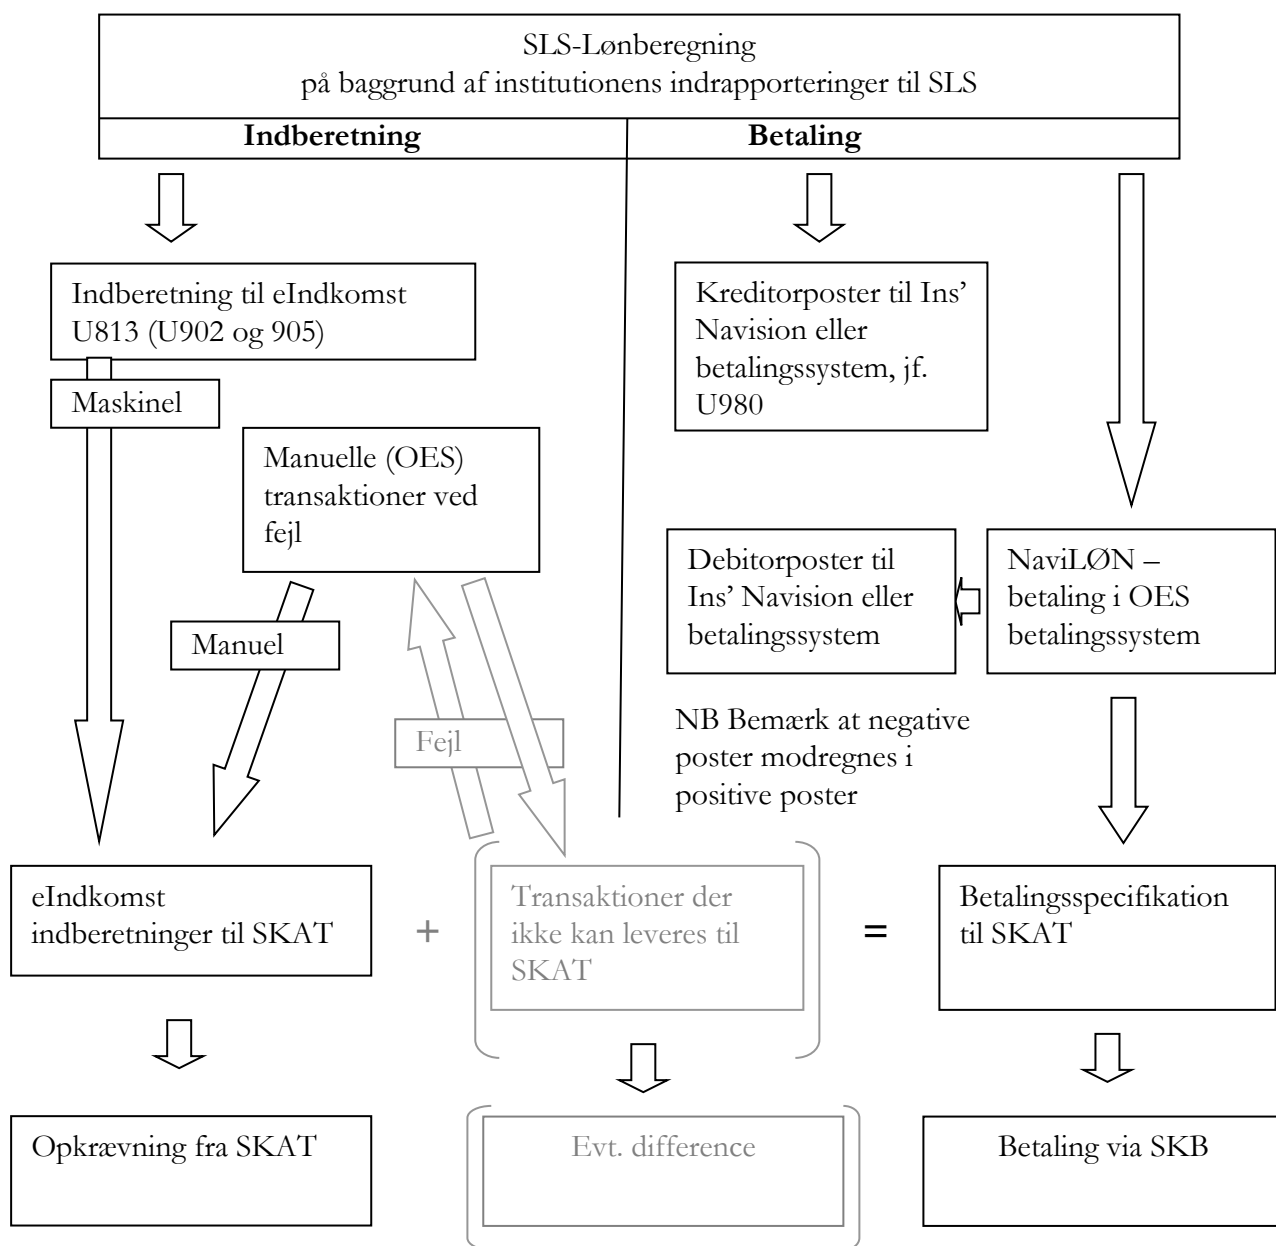 SLS-Lønberegning
på baggrund af institutionens indrapporteringer til SLS
Indberetning
Betaling
Indberetning til eIndkomst
U813 (U902 og 905)
Maskinel
Manuelle (OES)
transaktioner ved
fejl
Manuel
Fejl
Kreditorposter til Ins’
Navision eller
betalingssystem, jf.
U980
Debitorposter til
Ins’ Navision eller
betalingssystem
NaviLØN –
betaling i OES
betalingssystem
NB Bemærk at negative
poster modregnes i
positive poster
eIndkomst
indberetninger til SKAT
+
Transaktioner der
ikke kan leveres til
SKAT
=
Betalingsspecifikation
til SKAT
Opkrævning fra SKAT
Evt. difference
Betaling via SKB